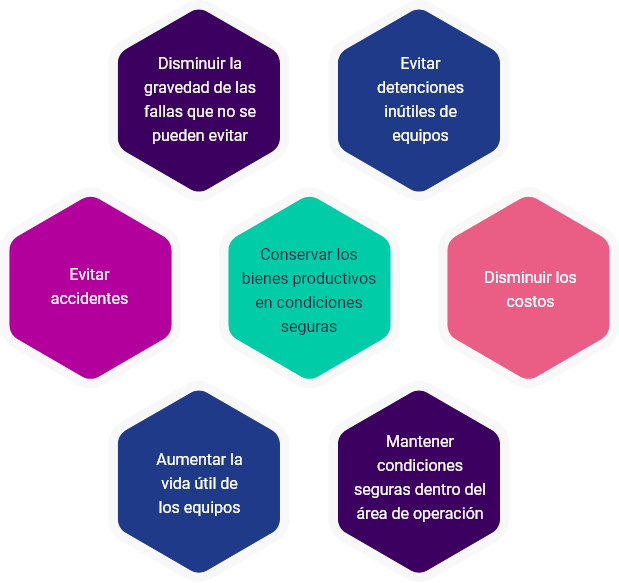 Disminuir la
gravedad de las
fallas que no se
pueden evitar
Evitar
detenciones
inútiles de
equipos
Evitar
accidentes
Conservar los
bienes productivos
en condiciones
seguras
Disminuir los
costos
Aumentar la
vida útil de
los equipos
Mantener
condiciones
seguras dentro del
área de operación